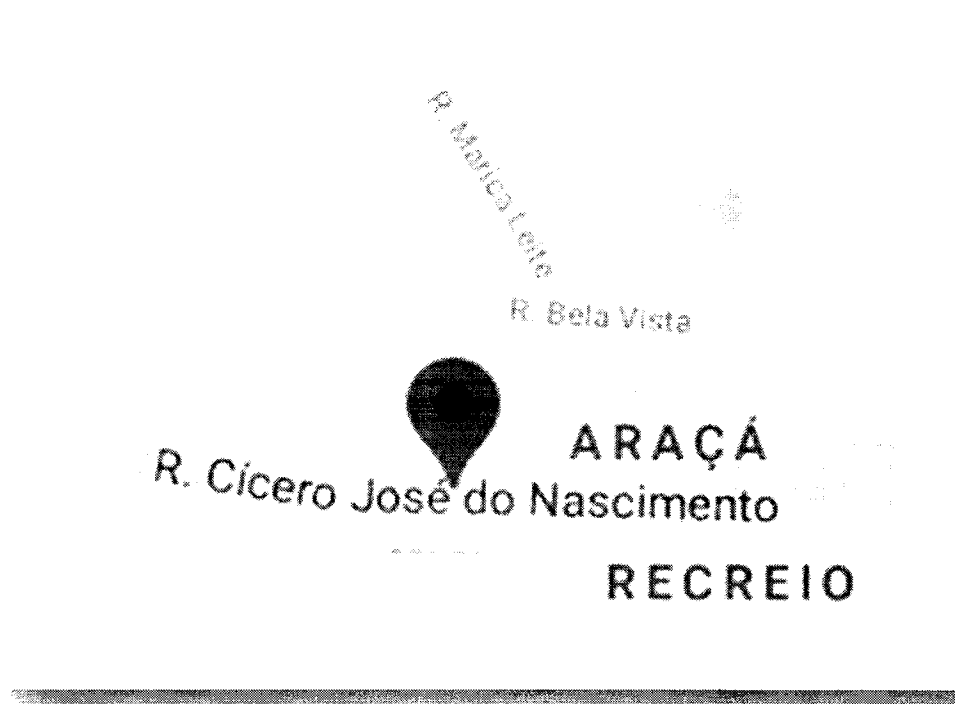 R. Marica Leite
R. Bela Vista
ARAÇÁ
R. Cícero José do Nascimento
RECREIO